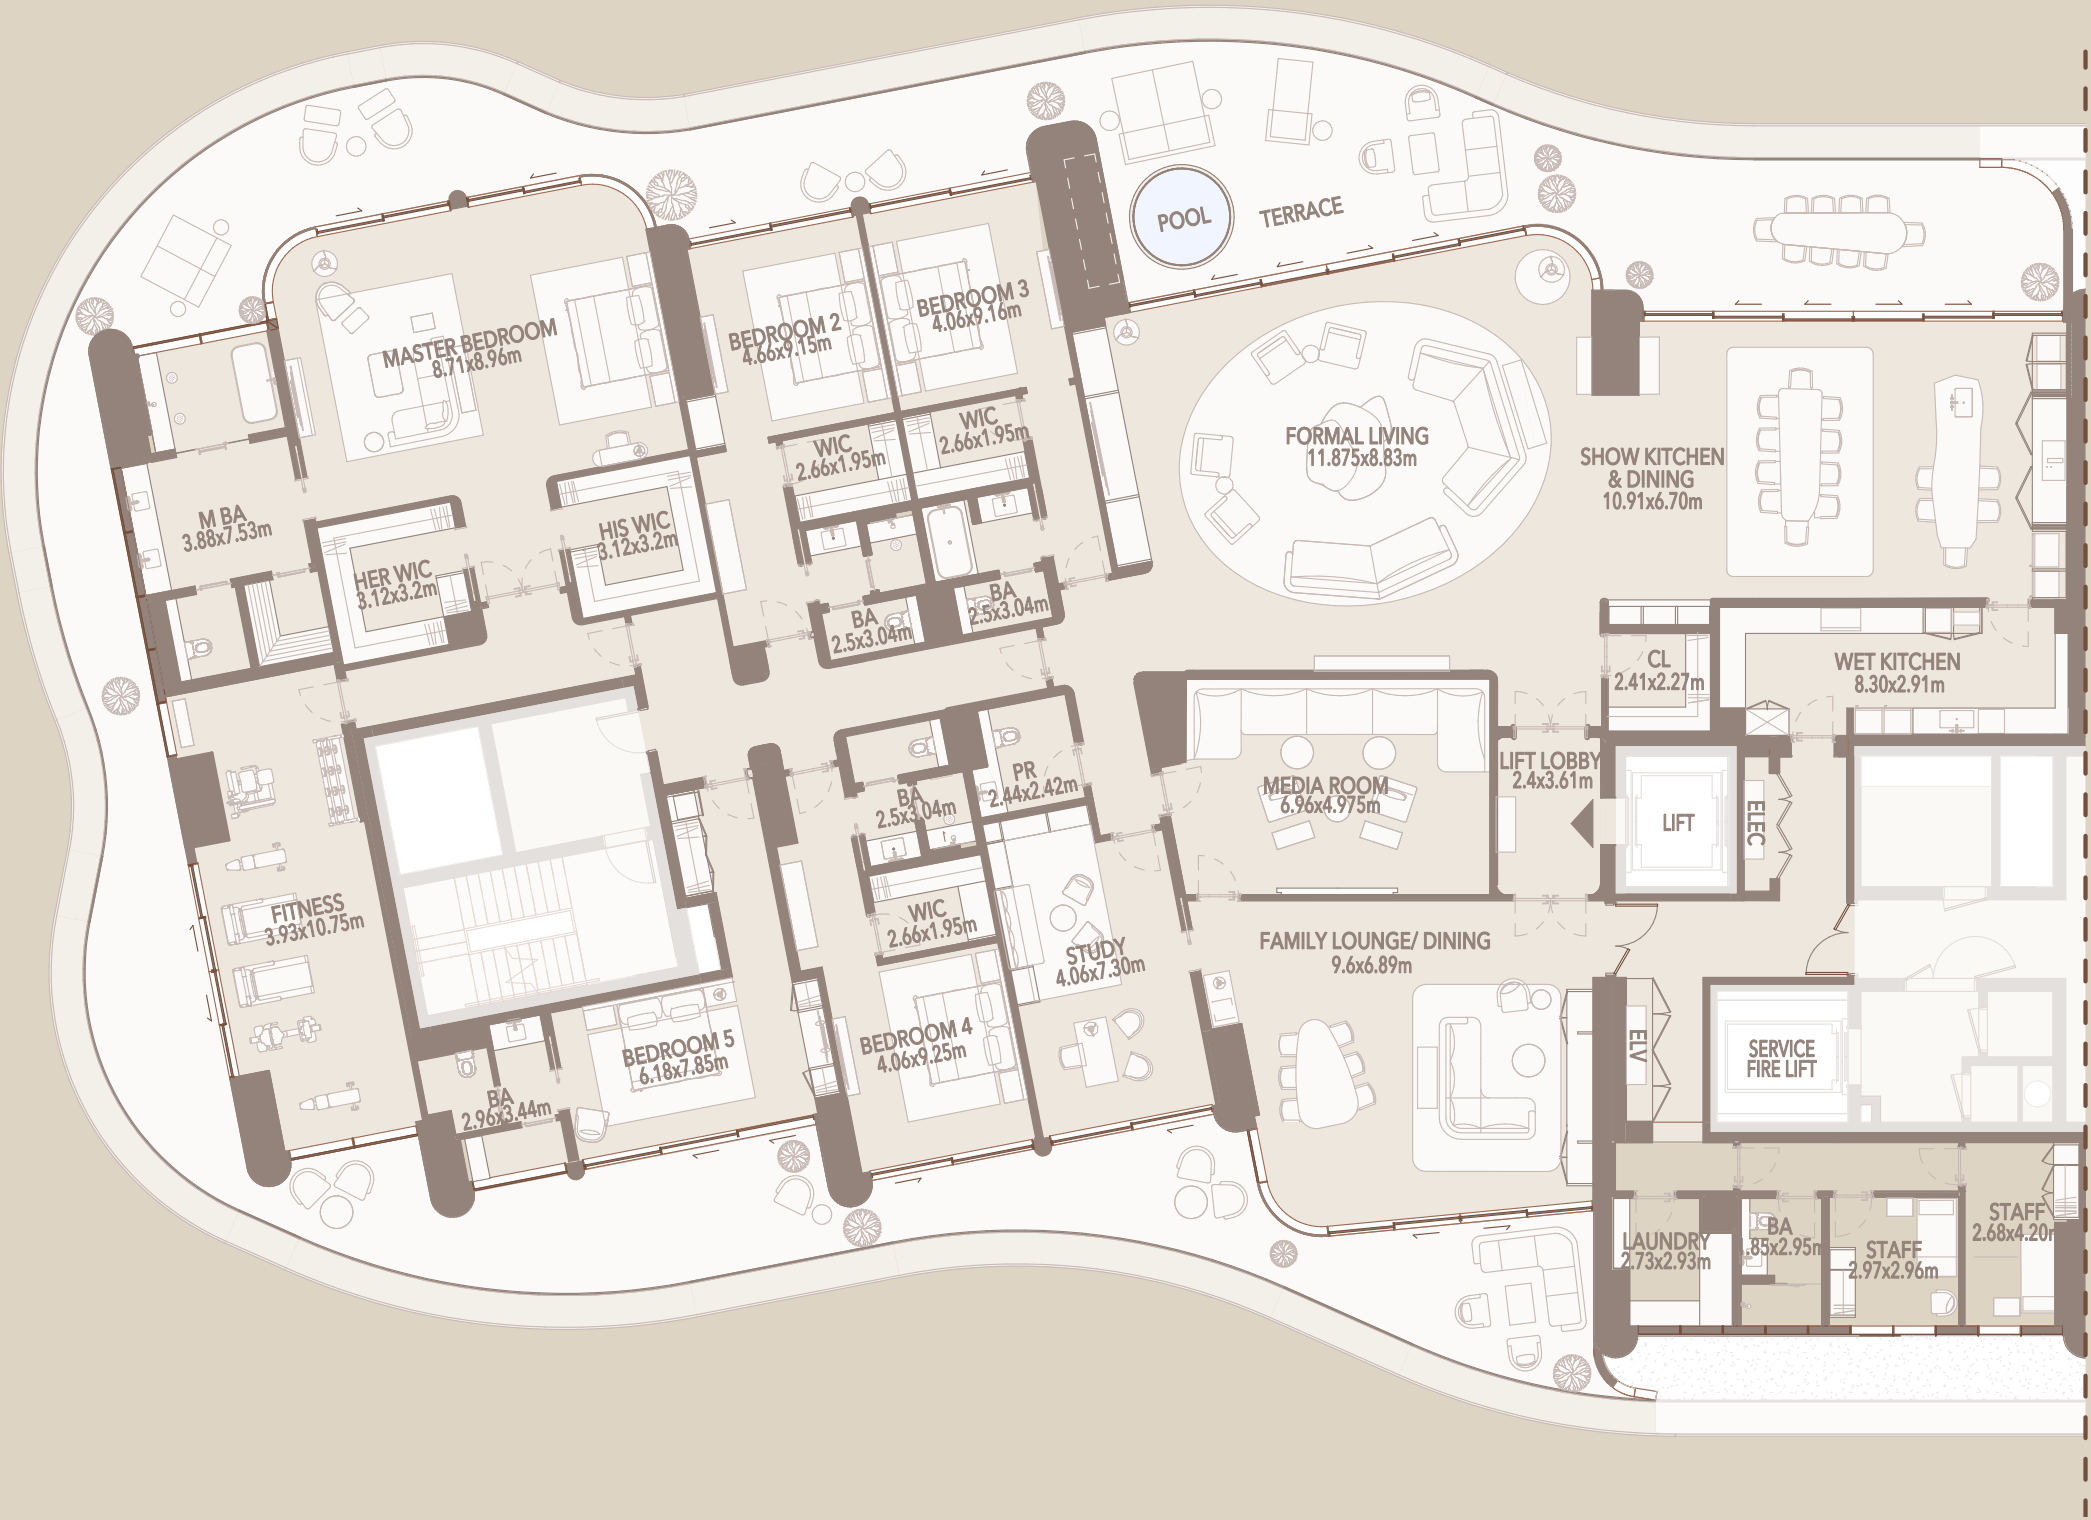 POOL
TERRACE
MASTER BEDROOM
8.71x8.96m
BEDROOM 2
4.66x9.15m
BEDROOM 3
4.06x9.16m
WIC
2.66x1.95m
WIC
2.66x1.95m
FORMAL LIVING
11.875x8.83m
SHOW KITCHEN
& DINING
10.91x6.70m
M BA
3.88x7.53m
HER WIC
3.12x3.2m
HIS WIC
3.12x3.2m
BA
2.5x3.04m
BA
2.5x3.04m
CL
2.41x2.27m
WET KITCHEN
8.30x2.91m
PR
2.44x2.42m
BA
2.5x3.04m
MEDIA ROOM
6.96x4.975m
LIFT LOBBY
2.4x3.61m
LIFT
ELEC
FITNESS
3.93x10.75m
WIC
2.66x1.95m
STUDY
4.06x7.30m
FAMILY LOUNGE/ DINING
9.6x6.89m
BEDROOM 5
6.18x7.85m
BEDROOM 4
4.06x9.25m
BA
2.96x3.44m
ELV
SERVICE
FIRE LIFT
LAUNDRY
2.73x2.93m
BA
.85x2.95m
STAFF
2.97x2.96m
STAFF
2.68x4.20m